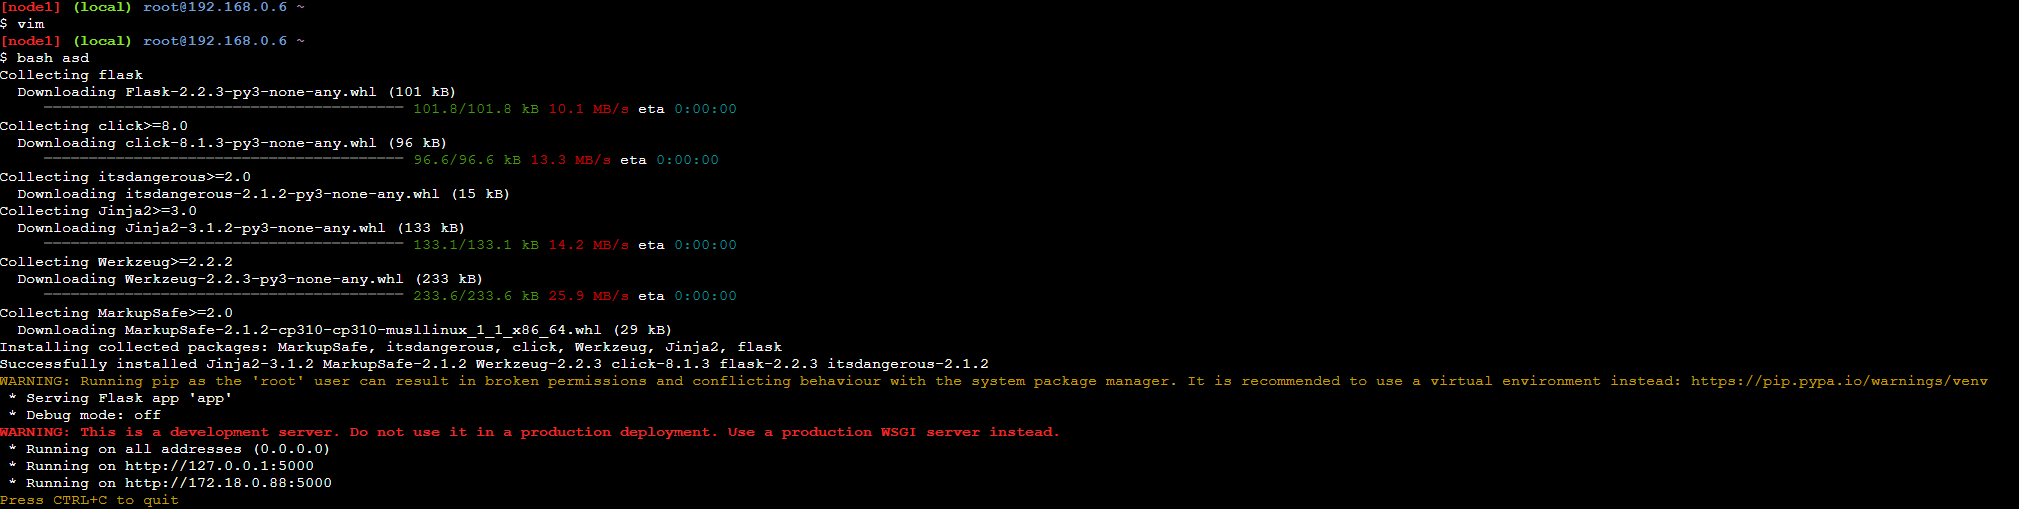 [node1] (local) root@192.168.0.6 ~
$ vim
[node1] (local) root@192.168.0.6 ~
$ bash asd
Collecting flask
  Downloading Flask-2.2.3-py3-none-any.whl (101 kB)
     ━━━━━━━━━━━━━━━━━━━━━━━━━━━━━━━━━━━━━━━━ 101.8/101.8 kB 10.1 MB/s eta 0:00:00
Collecting click>=8.0
  Downloading click-8.1.3-py3-none-any.whl (96 kB)
     ━━━━━━━━━━━━━━━━━━━━━━━━━━━━━━━━━━━━━━━━ 96.6/96.6 kB 13.3 MB/s eta 0:00:00
Collecting itsdangerous>=2.0
  Downloading itsdangerous-2.1.2-py3-none-any.whl (15 kB)
Collecting Jinja2>=3.0
  Downloading Jinja2-3.1.2-py3-none-any.whl (133 kB)
     ━━━━━━━━━━━━━━━━━━━━━━━━━━━━━━━━━━━━━━━━ 133.1/133.1 kB 14.2 MB/s eta 0:00:00
Collecting Werkzeug>=2.2.2
  Downloading Werkzeug-2.2.3-py3-none-any.whl (233 kB)
     ━━━━━━━━━━━━━━━━━━━━━━━━━━━━━━━━━━━━━━━━ 233.6/233.6 kB 25.9 MB/s eta 0:00:00
Collecting MarkupSafe>=2.0
  Downloading MarkupSafe-2.1.2-cp310-cp310-musllinux_1_1_x86_64.whl (29 kB)
Installing collected packages: MarkupSafe, itsdangerous, click, Werkzeug, Jinja2, flask
Successfully installed Jinja2-3.1.2 MarkupSafe-2.1.2 Werkzeug-2.2.3 click-8.1.3 flask-2.2.3 itsdangerous-2.1.2
WARNING: Running pip as the 'root' user can result in broken permissions and conflicting behaviour with the system package manager. It is recommended to use a virtual environment instead: https://pip.pypa.io/warnings/venv
 * Serving Flask app 'app'
 * Debug mode: off
WARNING: This is a development server. Do not use it in a production deployment. Use a production WSGI server instead.
 * Running on all addresses (0.0.0.0)
 * Running on http://127.0.0.1:5000
 * Running on http://172.18.0.88:5000
Press CTRL+C to quit